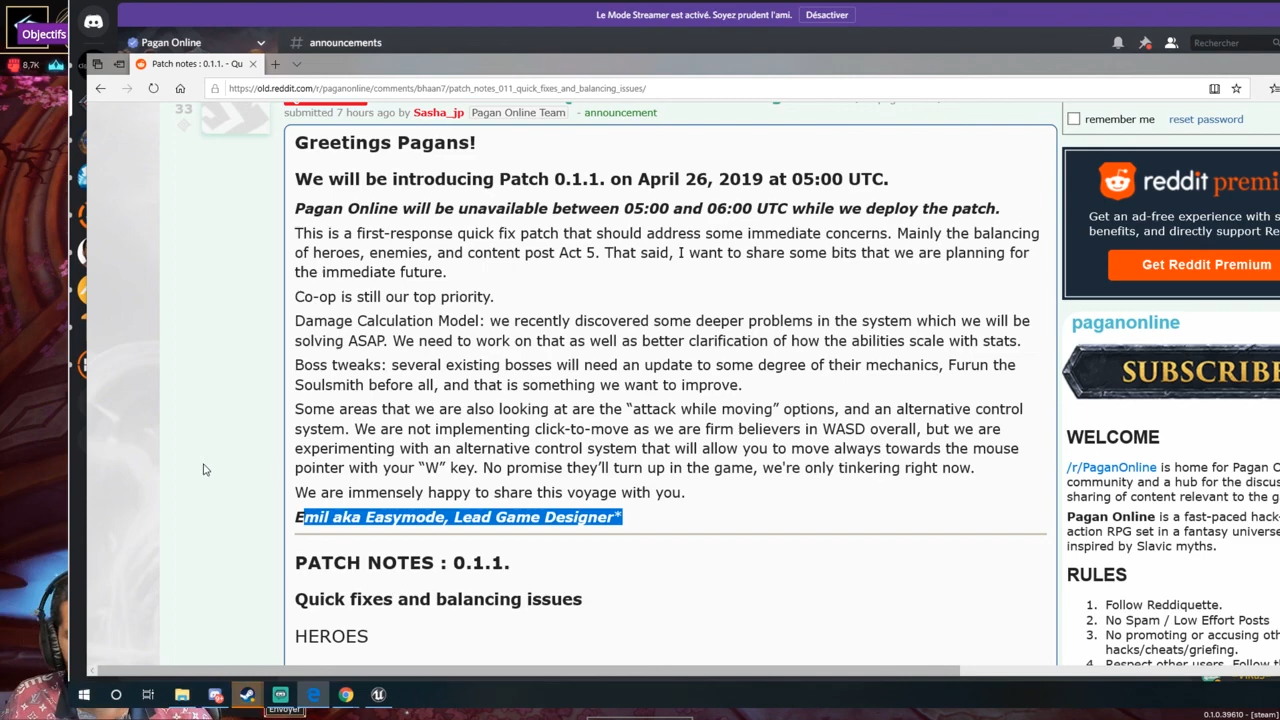 Le Mode Streamer est activé. Soyez prudent l'ami.
Désactiver
Objectifs
8,7K
Pagan Online
# announcements
Rechercher
Patch notes : 0.1.1. - Qu
https://old.reddit.com/r/paganonline/comments/bhaan7/patch_notes_011_quick_fixes_and_balancing_issues/
33
submitted 7 hours ago by Sasha_jp Pagan Online Team - announcement
Greetings Pagans!
We will be introducing Patch 0.1.1. on April 26, 2019 at 05:00 UTC.
Pagan Online will be unavailable between 05:00 and 06:00 UTC while we deploy the patch.
This is a first-response quick fix patch that should address some immediate concerns. Mainly the balancing
of heroes, enemies, and content post Act 5. That said, I want to share some bits that we are planning for
the immediate future.
Co-op is still our top priority.
Damage Calculation Model: we recently discovered some deeper problems in the system which we will be
solving ASAP. We need to work on that as well as better clarification of how the abilities scale with stats.
Boss tweaks: several existing bosses will need an update to some degree of their mechanics, Furun the
Soulsmith before all, and that is something we want to improve.
Some areas that we are also looking at are the “attack while moving” options, and an alternative control
system. We are not implementing click-to-move as we are firm believers in WASD overall, but we are
experimenting with an alternative control system that will allow you to move always towards the mouse
pointer with your “W” key. No promise they’ll turn up in the game, we're only tinkering right now.
We are immensely happy to share this voyage with you.
Emil aka Easymode, Lead Game Designer*
PATCH NOTES : 0.1.1.
Quick fixes and balancing issues
HEROES
remember me reset password
reddit premi
Get an ad-free experience with s
benefits, and directly support Re
Get Reddit Premium
paganonline
SUBSCRIBE
WELCOME
/r/PaganOnline is home for Pagan O
community and a hub for the discus
sharing of content relevant to the g
Pagan Online is a fast-paced hack-
action RPG set in a fantasy universe
inspired by Slavic myths.
RULES
1. Follow Reddiquette.
2. No Spam / Low Effort Posts
3. No promoting or accusing oth
hacks/cheats/griefing.
4. Respect other users. Follow th
Envoyer
0.1.0.39610 - [steam]